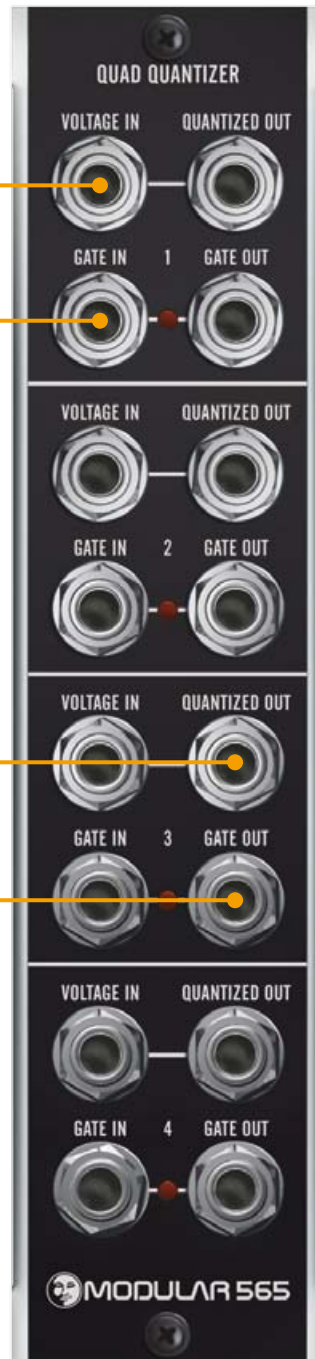 QUAD QUANTIZER
VOLTAGE IN QUANTIZED OUT
GATE IN 1 GATE OUT
VOLTAGE IN QUANTIZED OUT
GATE IN 2 GATE OUT
VOLTAGE IN QUANTIZED OUT
GATE IN 3 GATE OUT
VOLTAGE IN QUANTIZED OUT
GATE IN 4 GATE OUT
MODULAR 565